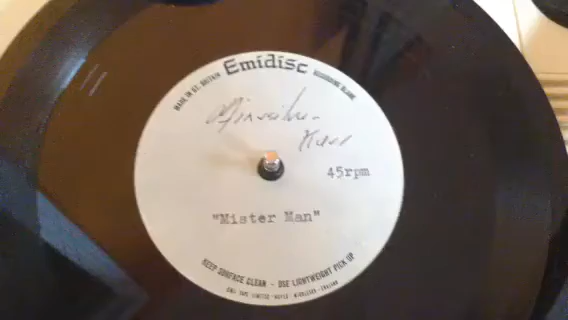 MADE IN GT. BRITAIN Emidisc RECORDING BLANK
45rpm
"Mister Man"
KEEP SURFACE CLEAN - USE LIGHTWEIGHT PICK UP